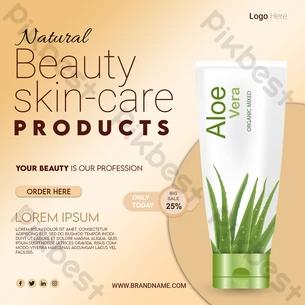 Logo Here
Natural
Beauty
skin-care
PRODUCTS
YOUR BEAUTY IS OUR PROFESSION
ORDER HERE
ONLY
TODAY
BIG
SALE
25%
LOREM IPSUM
Aloe
Vera
ORGANIC MIXED
WWW.BRANDNAME.COM
Pikbest